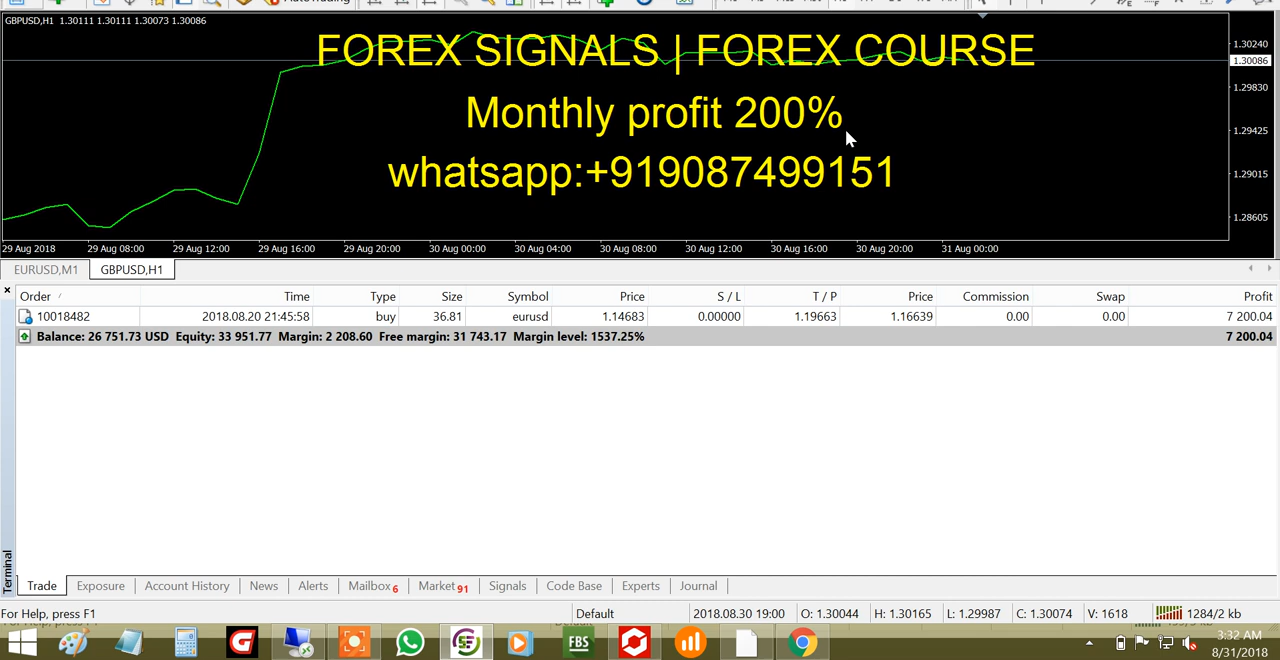 GBPUSD,H1 1.30111 1.30111 1.30073 1.30086
FOREX SIGNALS | FOREX COURSE
Monthly profit 200%
whatsapp:+919087499151
1.30240
1.30086
1.29830
1.29425
1.29015
1.28605
29 Aug 2018 29 Aug 08:00 29 Aug 12:00 29 Aug 16:00 29 Aug 20:00 30 Aug 00:00 30 Aug 04:00 30 Aug 08:00 30 Aug 12:00 30 Aug 16:00 30 Aug 20:00 31 Aug 00:00
EURUSD,M1 GBPUSD,H1
Order / Time Type Size Symbol Price S / L T / P Price Commission Swap Profit
10018482 2018.08.20 21:45:58 buy 36.81 eurusd 1.14683 0.00000 1.19663 1.16639 0.00 0.00 7 200.04
Balance: 26 751.73 USD Equity: 33 951.77 Margin: 2 208.60 Free margin: 31 743.17 Margin level: 1537.25% 7 200.04
Terminal
Trade Exposure Account History News Alerts Mailbox 6 Market 91 Signals Code Base Experts Journal
For Help, press F1 Default 2018.08.30 19:00 O: 1.30044 H: 1.30165 L: 1.29987 C: 1.30074 V: 1618 1284/2 kb
FBS
3:32 AM
8/31/2018